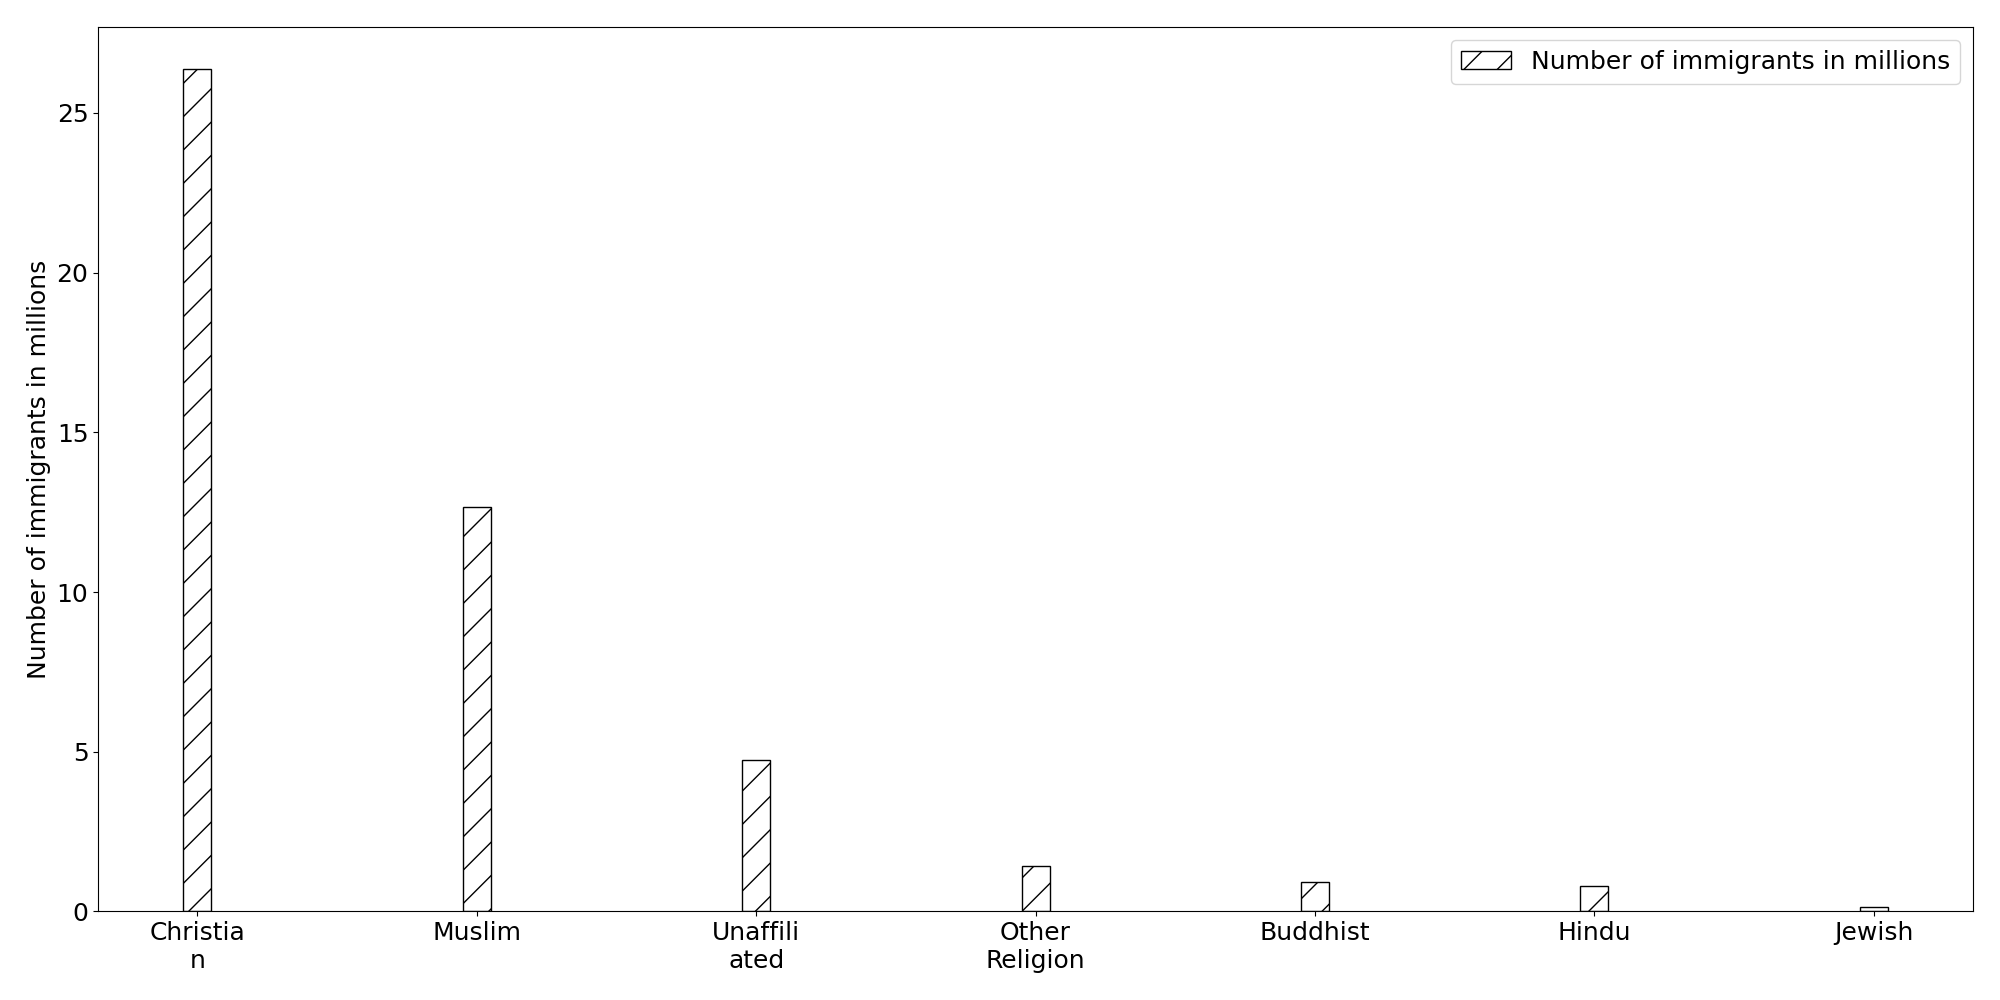 Number of immigrants in millions
Number of immigrants in millions
25
20
15
10
5
0
Christia
n
Muslim
Unaffili
ated
Other
Religion
Buddhist
Hindu
Jewish